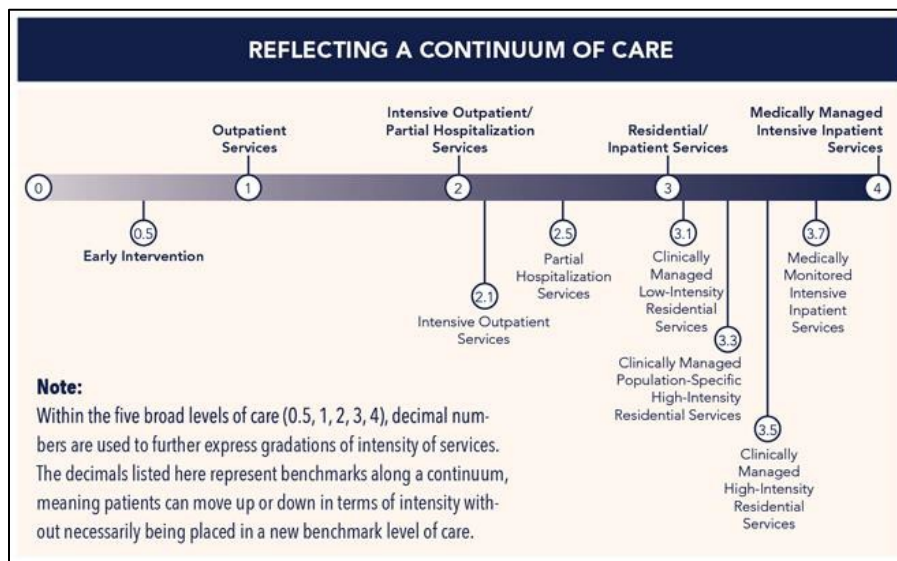 REFLECTING A CONTINUUM OF CARE
Outpatient
Services
Intensive Outpatient/
Partial Hospitalization
Services
Residential/
Inpatient Services
Medically Managed
Intensive Inpatient
Services
0
1
2
3
4
0.5
Early Intervention
2.1
Intensive Outpatient
Services
2.5
Partial
Hospitalization
Services
3.1
Clinically
Managed
Low-Intensity
Residential
Services
3.3
Clinically Managed
Population-Specific
High-Intensity
Residential Services
3.5
Clinically
Managed
High-Intensity
Residential
Services
3.7
Medically
Monitored
Intensive
Inpatient
Services
Note:
Within the five broad levels of care (0.5, 1, 2, 3, 4), decimal num-
bers are used to further express gradations of intensity of services.
The decimals listed here represent benchmarks along a continuum,
meaning patients can move up or down in terms of intensity with-
out necessarily being placed in a new benchmark level of care.